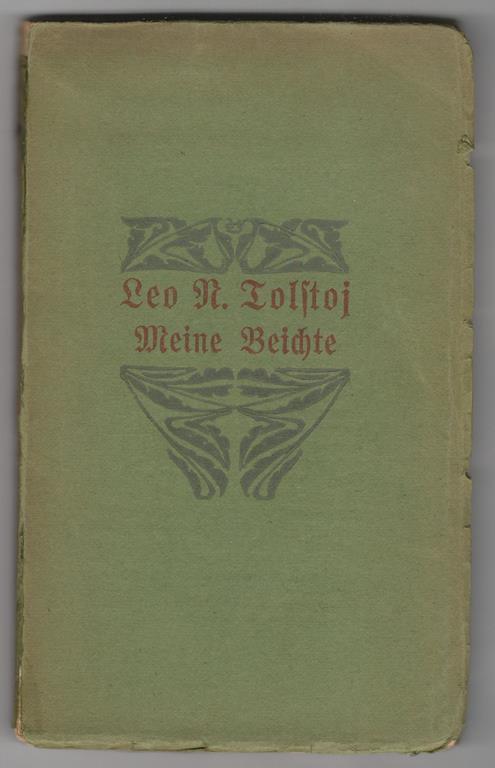 Leo N. Tolſtoj
Meine Beichte